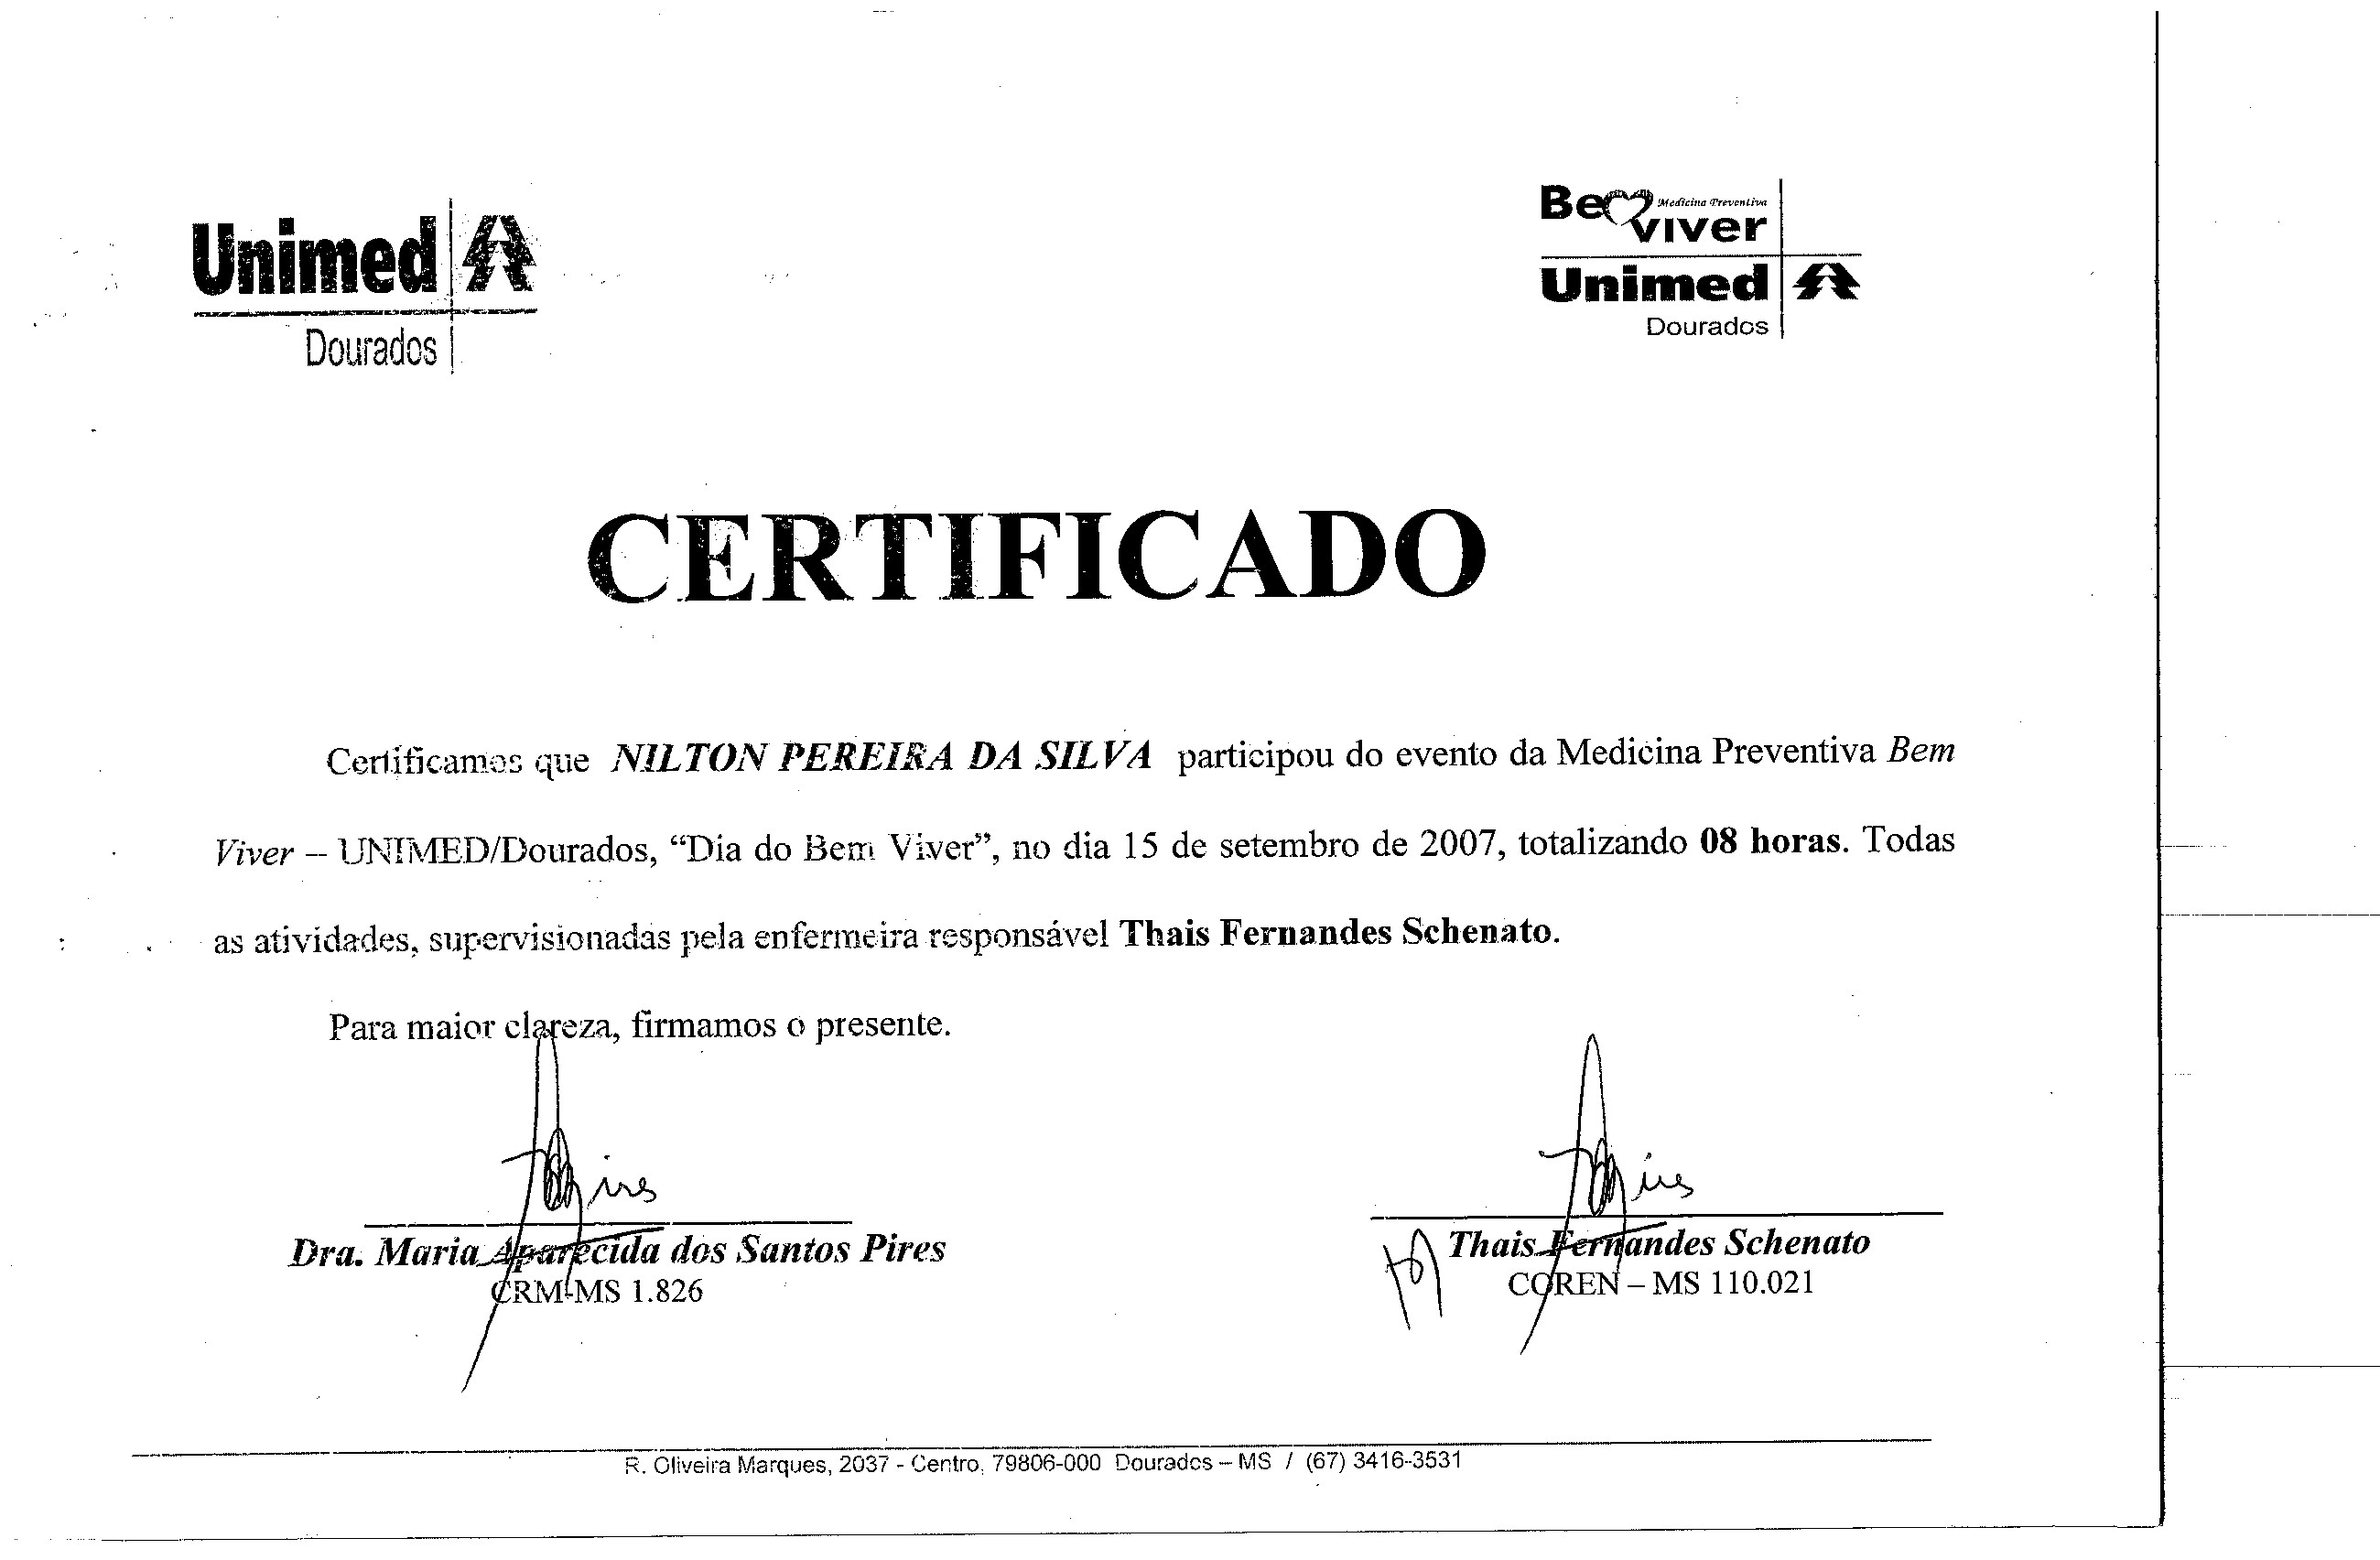 Unimed
Dourados
Bem Medicina Preventiva
viver
Unimed
Dourados
CERTIFICADO
Certificamos que NILTON PEREIRA DA SILVA participou do evento da Medicina Preventiva Bem
Viver – UNIMED/Dourados, “Dia do Bem Viver”, no dia 15 de setembro de 2007, totalizando 08 horas. Todas
as atividades, supervisionadas pela enfermeira responsável Thais Fernandes Schenato.
Para maior clareza, firmamos o presente.
Dra. Maria Aparecida dos Santos Pires
CRM-MS 1.826
Thais Fernandes Schenato
COREN – MS 110.021
R. Oliveira Marques, 2037 - Centro, 79806-000 Dourados – MS / (67) 3416-3531